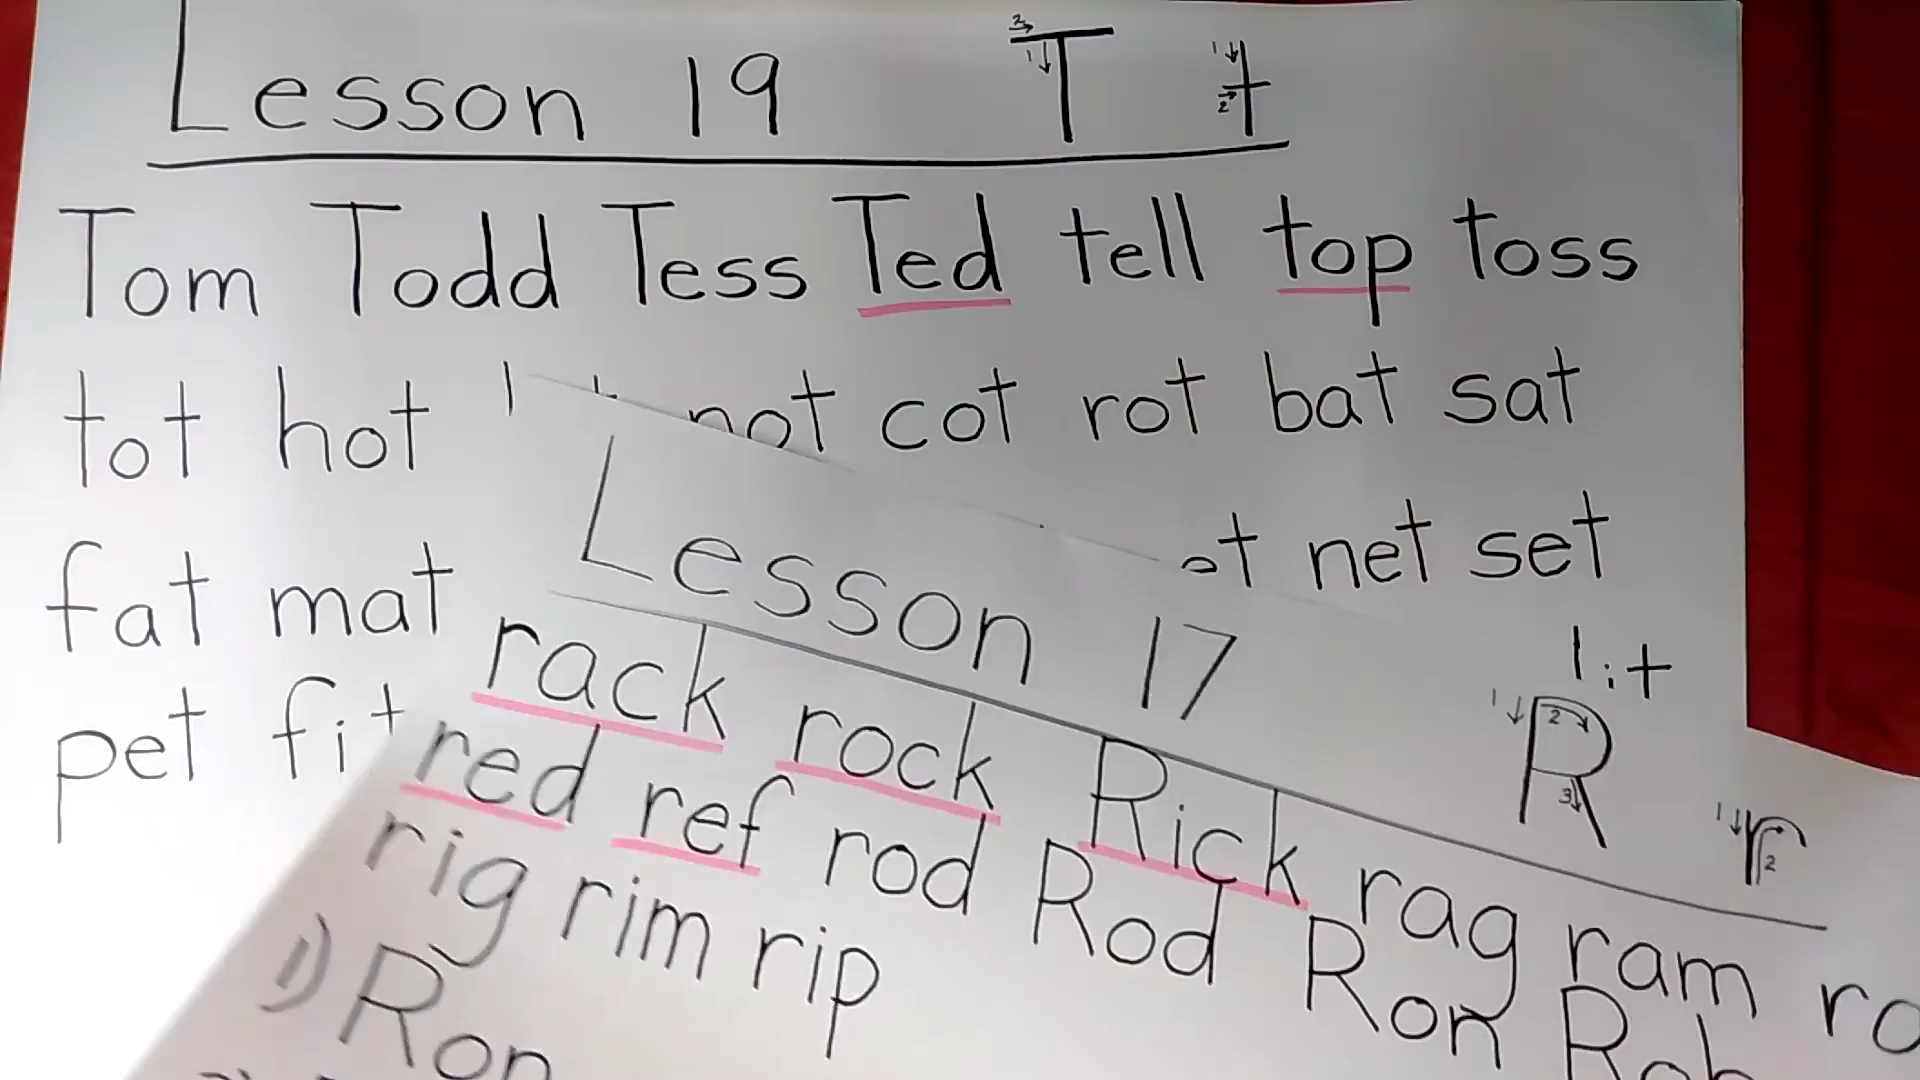 Lesson 19 T t
Tom Todd Tess Ted tell top toss
tot hot not cot rot bat sat
fat mat net set
pet fit lit
Lesson 17 R r
rack rock Rick rag ram
red ref rod Rod Ron Rob
rig rim rip
1) Ron